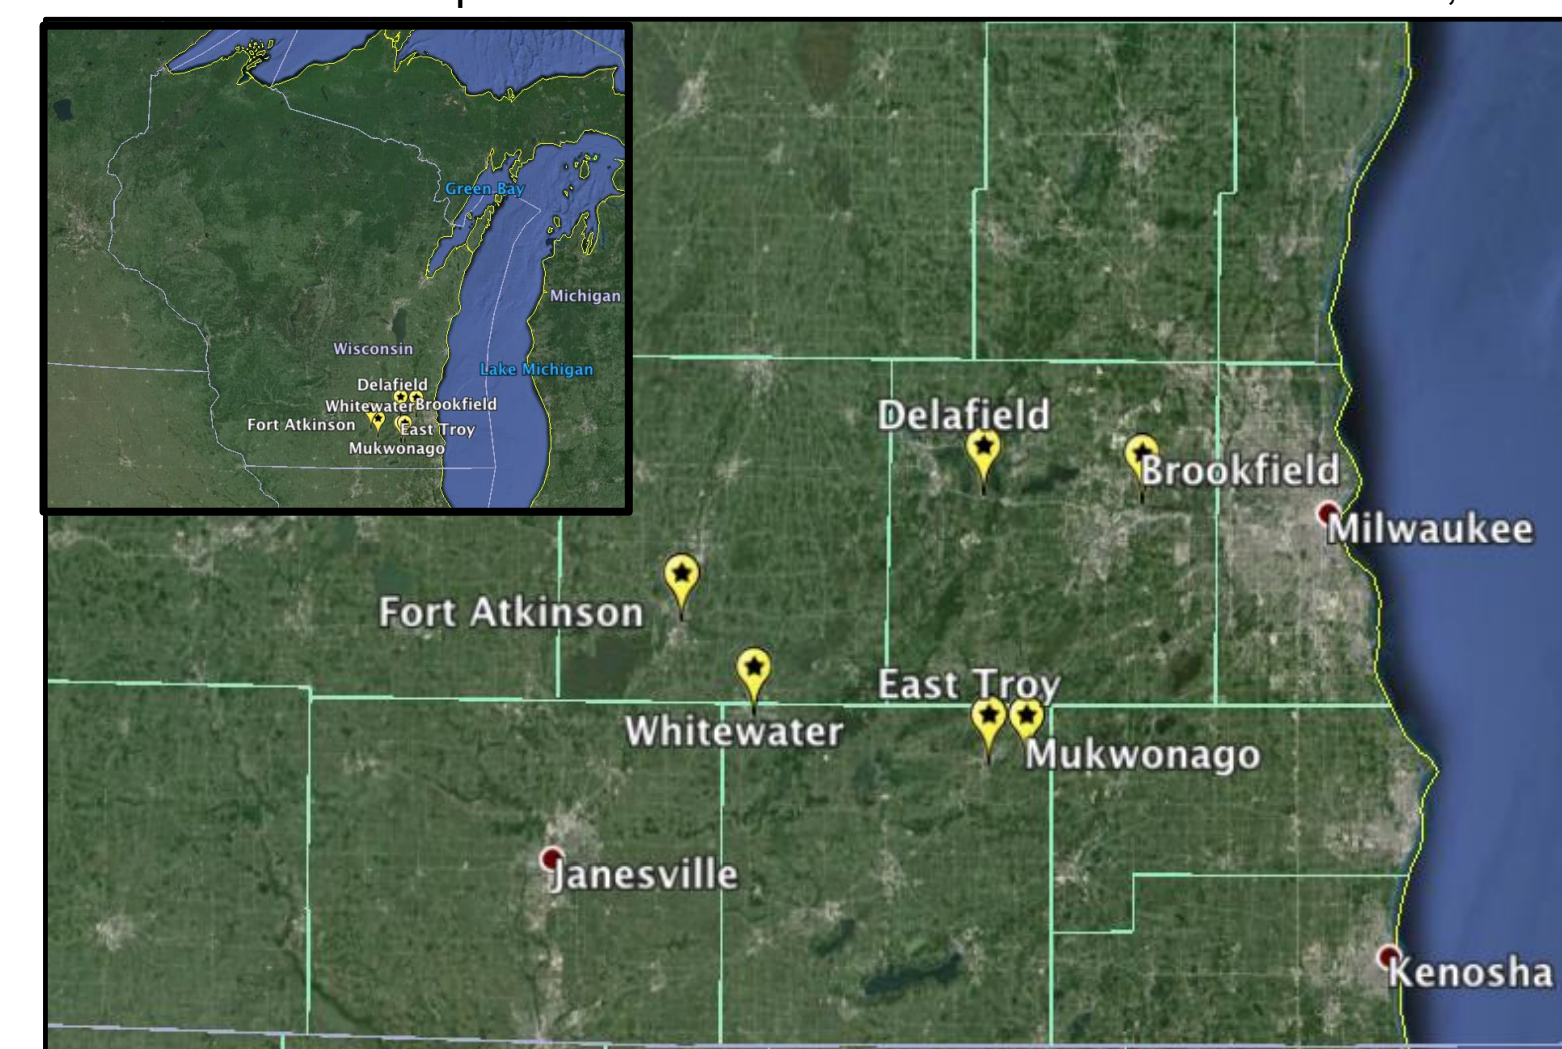 Green Bay
Michigan
Wisconsin
Lake Michigan
Delafield
Whitewater
Brookfield
Fort Atkinson
East Troy
Mukwonago
Delafield
Brookfield
Milwaukee
Fort Atkinson
East Troy
Whitewater
Mukwonago
Janesville
Kenosha